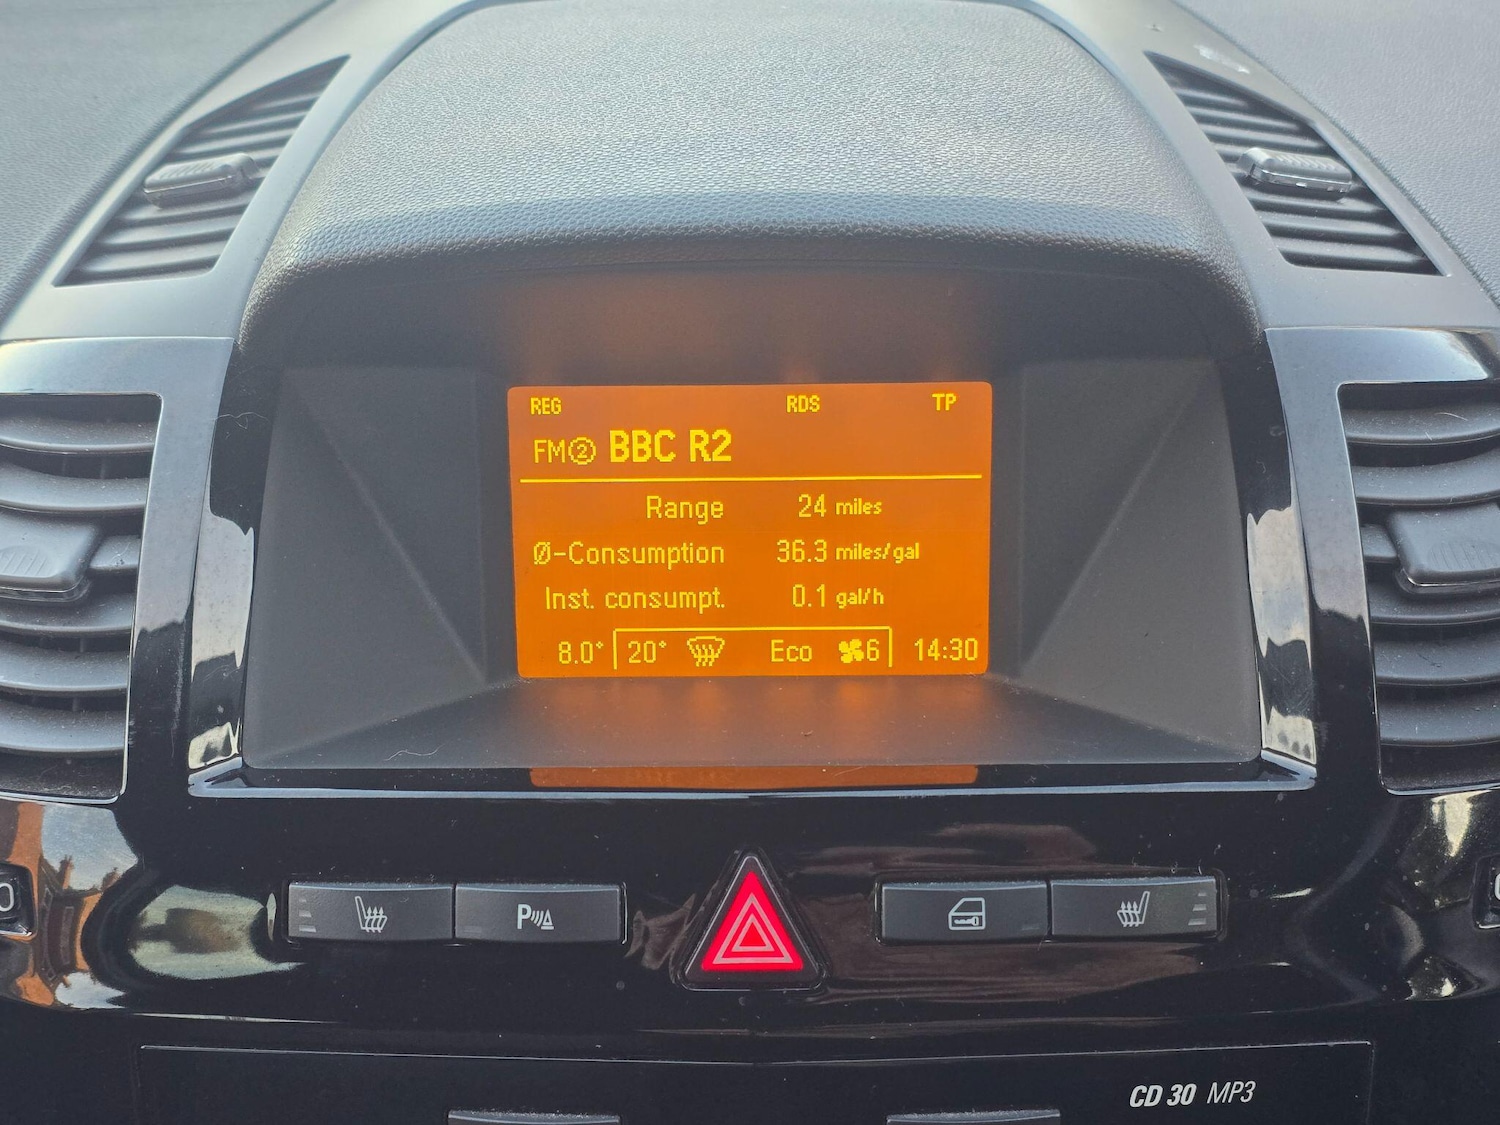 REG RDS TP
FM② BBC R2
Range 24 miles
Ø-Consumption 36.3 miles/gal
Inst. consumpt. 0.1 gal/h
8.0° 20° Eco 6 14:30
P
CD 30 MP3